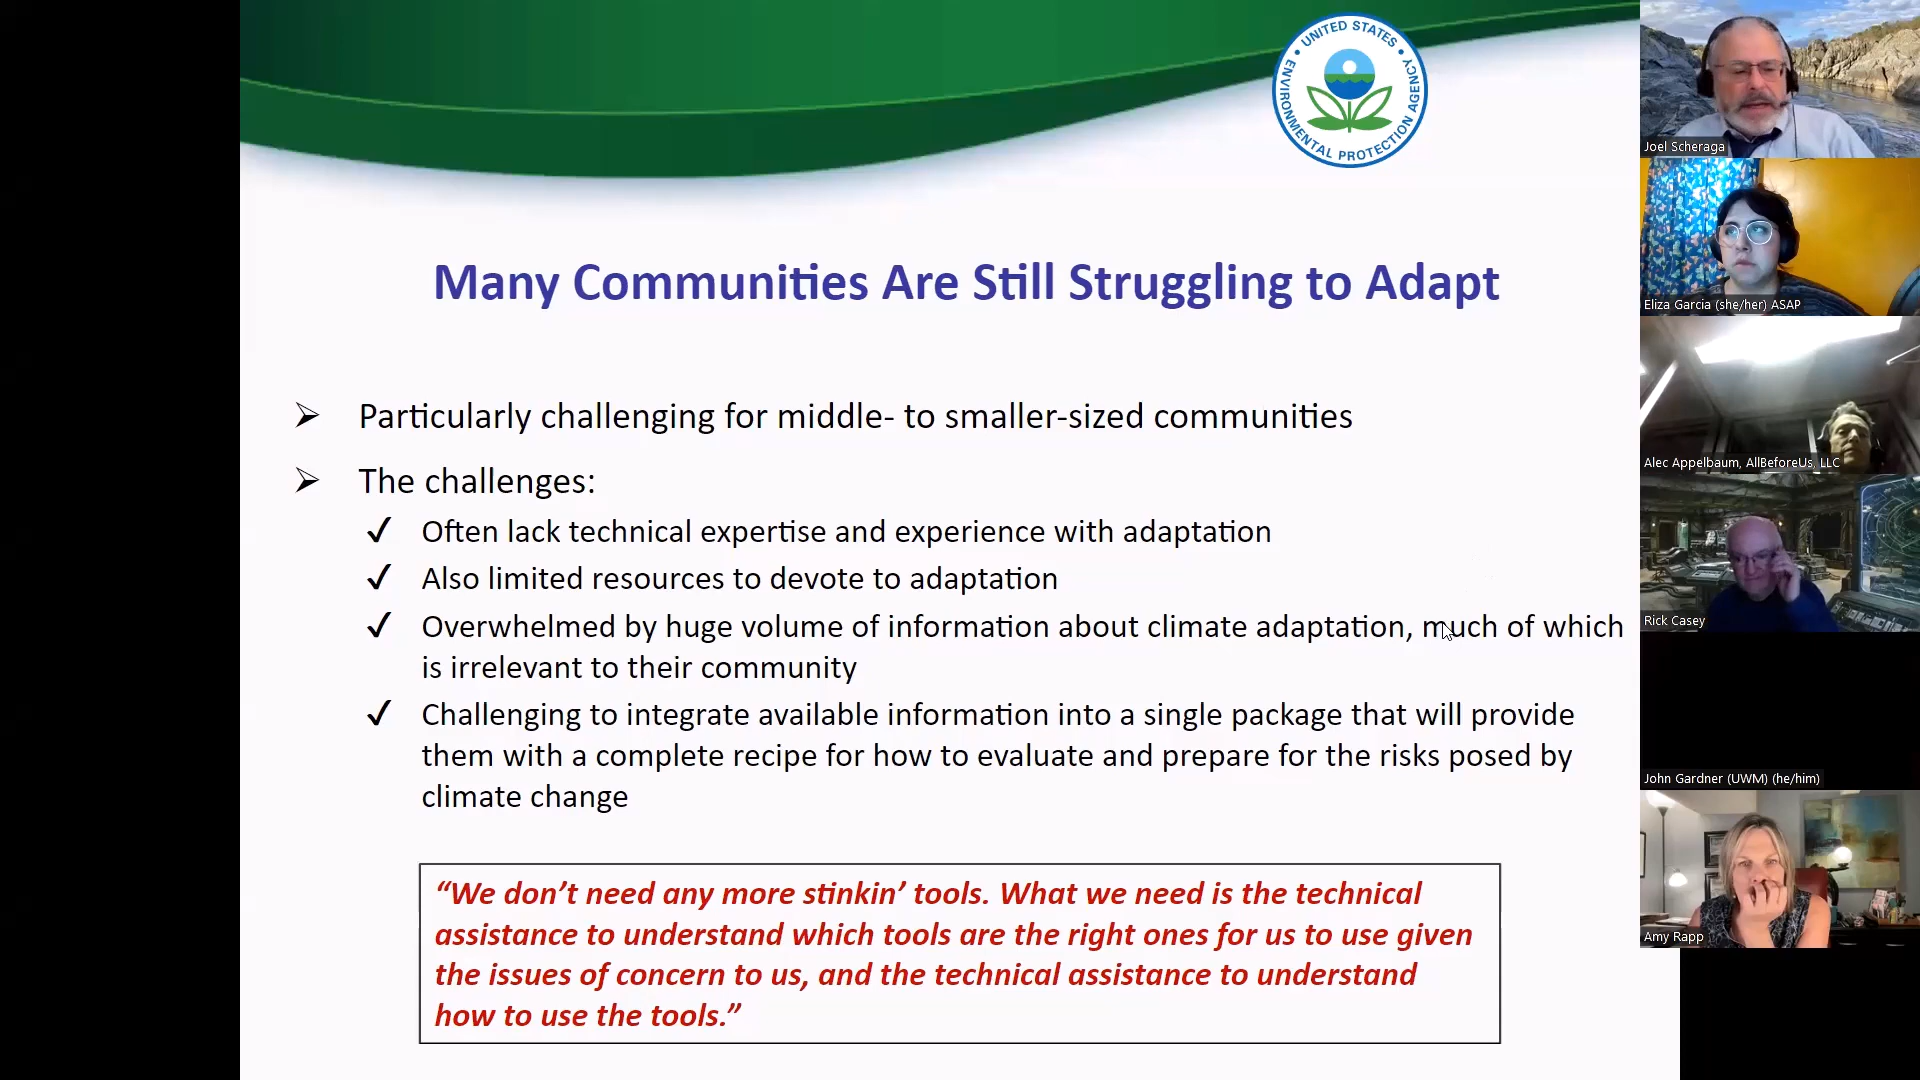 UNITED STATES
ENVIRONMENTAL PROTECTION AGENCY
Many Communities Are Still Struggling to Adapt
Particularly challenging for middle- to smaller-sized communities
The challenges:
Often lack technical expertise and experience with adaptation
Also limited resources to devote to adaptation
Overwhelmed by huge volume of information about climate adaptation, much of which
is irrelevant to their community
Challenging to integrate available information into a single package that will provide
them with a complete recipe for how to evaluate and prepare for the risks posed by
climate change
“We don’t need any more stinkin’ tools. What we need is the technical
assistance to understand which tools are the right ones for us to use given
the issues of concern to us, and the technical assistance to understand
how to use the tools.”
Joel Scheraga
Eliza Garcia (she/her) ASAP
Alec Appelbaum, AllBeforeUs, LLC
Rick Casey
John Gardner (UWM) (he/him)
Amy Rapp